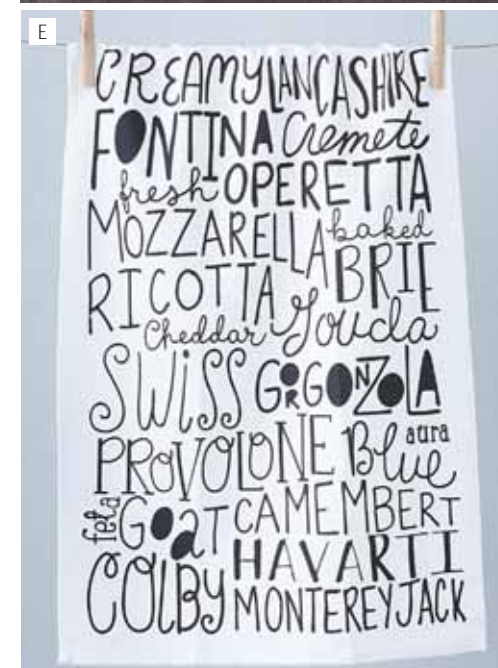 E
CREAMY LANCASHIRE
FONTINA Cremete
fresh OPERETTA
MOZZARELLA baked
RICOTTA BRIE
Cheddar Gouda
SWiSS GORGONZOLA
PROVOLONE Blue aura
feta GOAT CAMEMBERT
HAVARTI
COLBY MONTEREY JACK